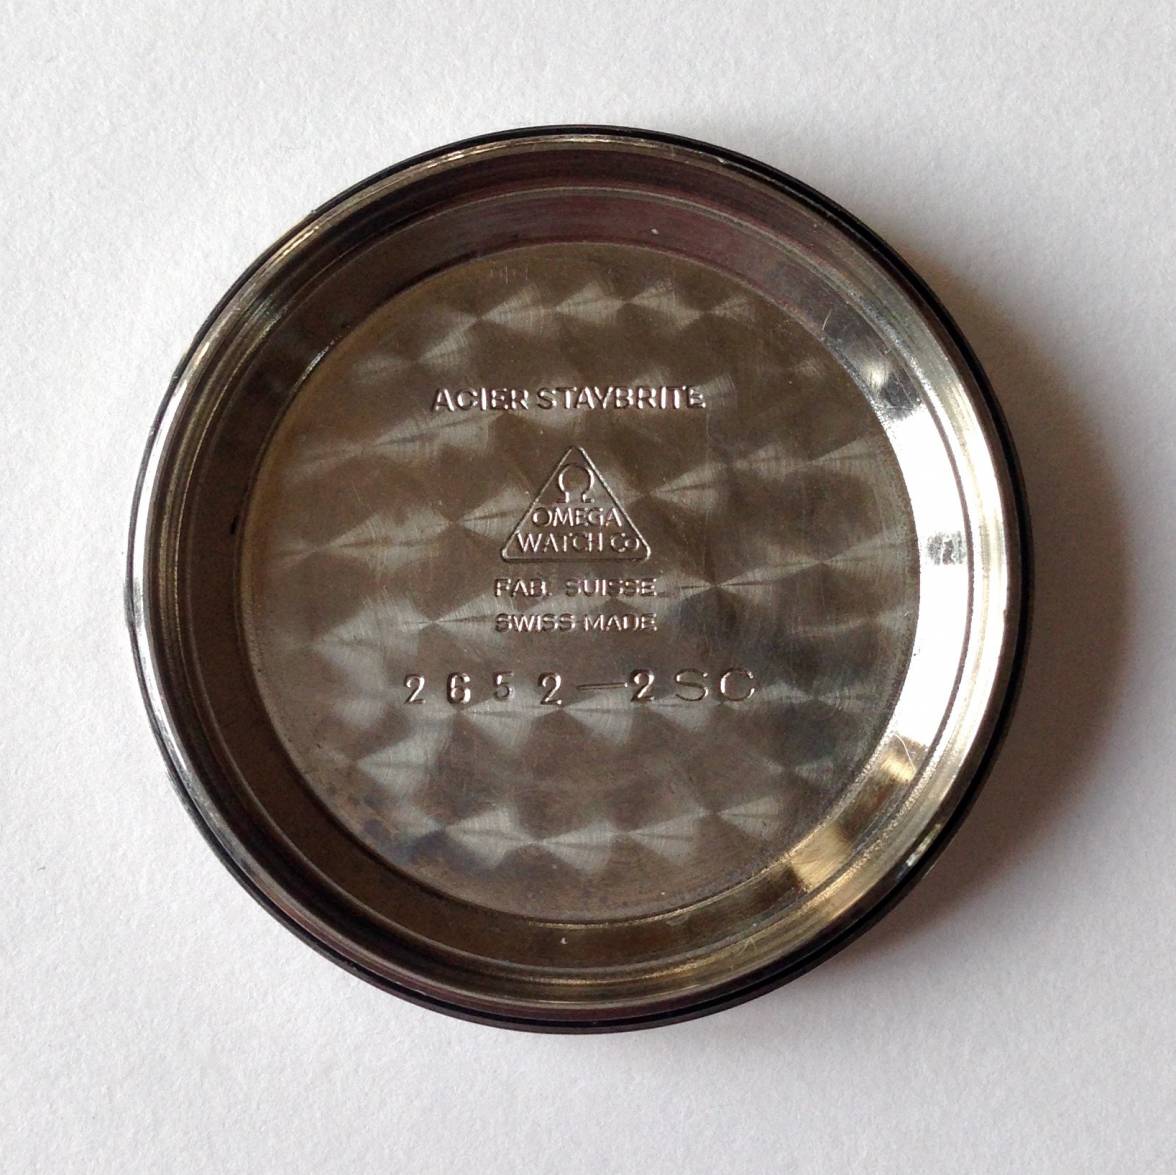 ACIER STAYBRITE
Ω
OMEGA
WATCH Co
FAB. SUISSE
SWISS MADE
2652-2SC